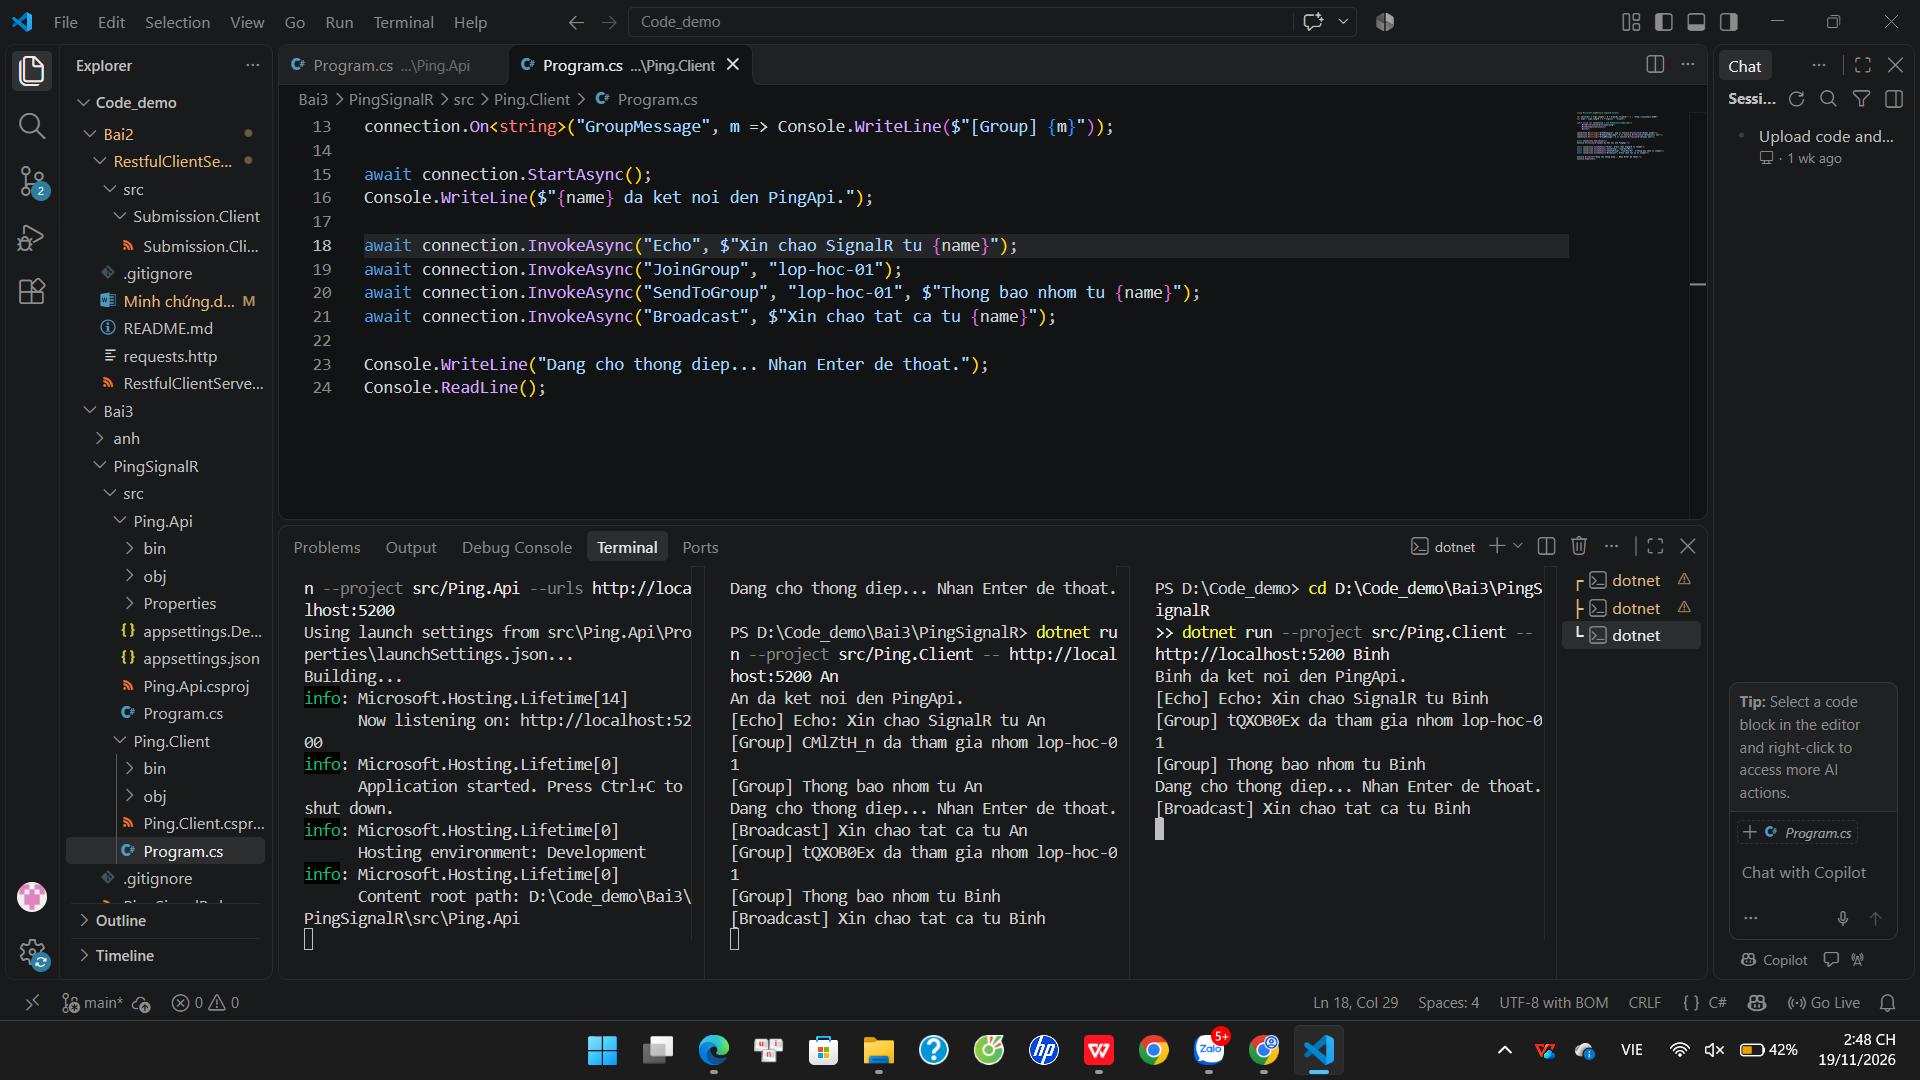 File Edit Selection View Go Run Terminal Help
Code_demo
Explorer
Code_demo
Bai2
RestfulClientSe...
src
Submission.Client
Submission.Cli...
.gitignore
Minh chứng.d... M
README.md
requests.http
RestfulClientServe...
Bai3
anh
PingSignalR
src
Ping.Api
bin
obj
Properties
appsettings.De...
appsettings.json
Ping.Api.csproj
Program.cs
Ping.Client
bin
obj
Ping.Client.cspr...
Program.cs
.gitignore
Outline
Timeline
2
Program.cs ...\Ping.Api
Program.cs ...\Ping.Client
Bai3 > PingSignalR > src > Ping.Client > Program.cs
13 connection.On<string>("GroupMessage", m => Console.WriteLine($"[Group] {m}"));
14
15 await connection.StartAsync();
16 Console.WriteLine($"{name} da ket noi den PingApi.");
17
18 await connection.InvokeAsync("Echo", $"Xin chao SignalR tu {name}");
19 await connection.InvokeAsync("JoinGroup", "lop-hoc-01");
20 await connection.InvokeAsync("SendToGroup", "lop-hoc-01", $"Thong bao nhom tu {name}");
21 await connection.InvokeAsync("Broadcast", $"Xin chao tat ca tu {name}");
22
23 Console.WriteLine("Dang cho thong diep... Nhan Enter de thoat.");
24 Console.ReadLine();
Problems Output Debug Console Terminal Ports
dotnet
n --project src/Ping.Api --urls http://loca
lhost:5200
Using launch settings from src\Ping.Api\Pro
perties\launchSettings.json...
Building...
info: Microsoft.Hosting.Lifetime[14]
Now listening on: http://localhost:52
00
info: Microsoft.Hosting.Lifetime[0]
Application started. Press Ctrl+C to
shut down.
info: Microsoft.Hosting.Lifetime[0]
Hosting environment: Development
info: Microsoft.Hosting.Lifetime[0]
Content root path: D:\Code_demo\Bai3\
PingSignalR\src\Ping.Api
Dang cho thong diep... Nhan Enter de thoat.
PS D:\Code_demo\Bai3\PingSignalR> dotnet ru
n --project src/Ping.Client -- http://local
host:5200 An
An da ket noi den PingApi.
[Echo] Echo: Xin chao SignalR tu An
[Group] CMlZtH_n da tham gia nhom lop-hoc-0
1
[Group] Thong bao nhom tu An
Dang cho thong diep... Nhan Enter de thoat.
[Broadcast] Xin chao tat ca tu An
[Group] tQXOB0Ex da tham gia nhom lop-hoc-0
1
[Group] Thong bao nhom tu Binh
[Broadcast] Xin chao tat ca tu Binh
PS D:\Code_demo> cd D:\Code_demo\Bai3\PingS
ignalR
>> dotnet run --project src/Ping.Client --
http://localhost:5200 Binh
Binh da ket noi den PingApi.
[Echo] Echo: Xin chao SignalR tu Binh
[Group] tQXOB0Ex da tham gia nhom lop-hoc-0
1
[Group] Thong bao nhom tu Binh
Dang cho thong diep... Nhan Enter de thoat.
[Broadcast] Xin chao tat ca tu Binh
dotnet
dotnet
dotnet
Chat
Sessi...
Upload code and...
· 1 wk ago
Tip: Select a code
block in the editor
and right-click to
access more AI
actions.
Program.cs
Chat with Copilot
Copilot
main* 0 0
Ln 18, Col 29 Spaces: 4 UTF-8 with BOM CRLF {} C# Go Live
5+
Zalo
VIE
42%
2:48 CH
19/11/2026